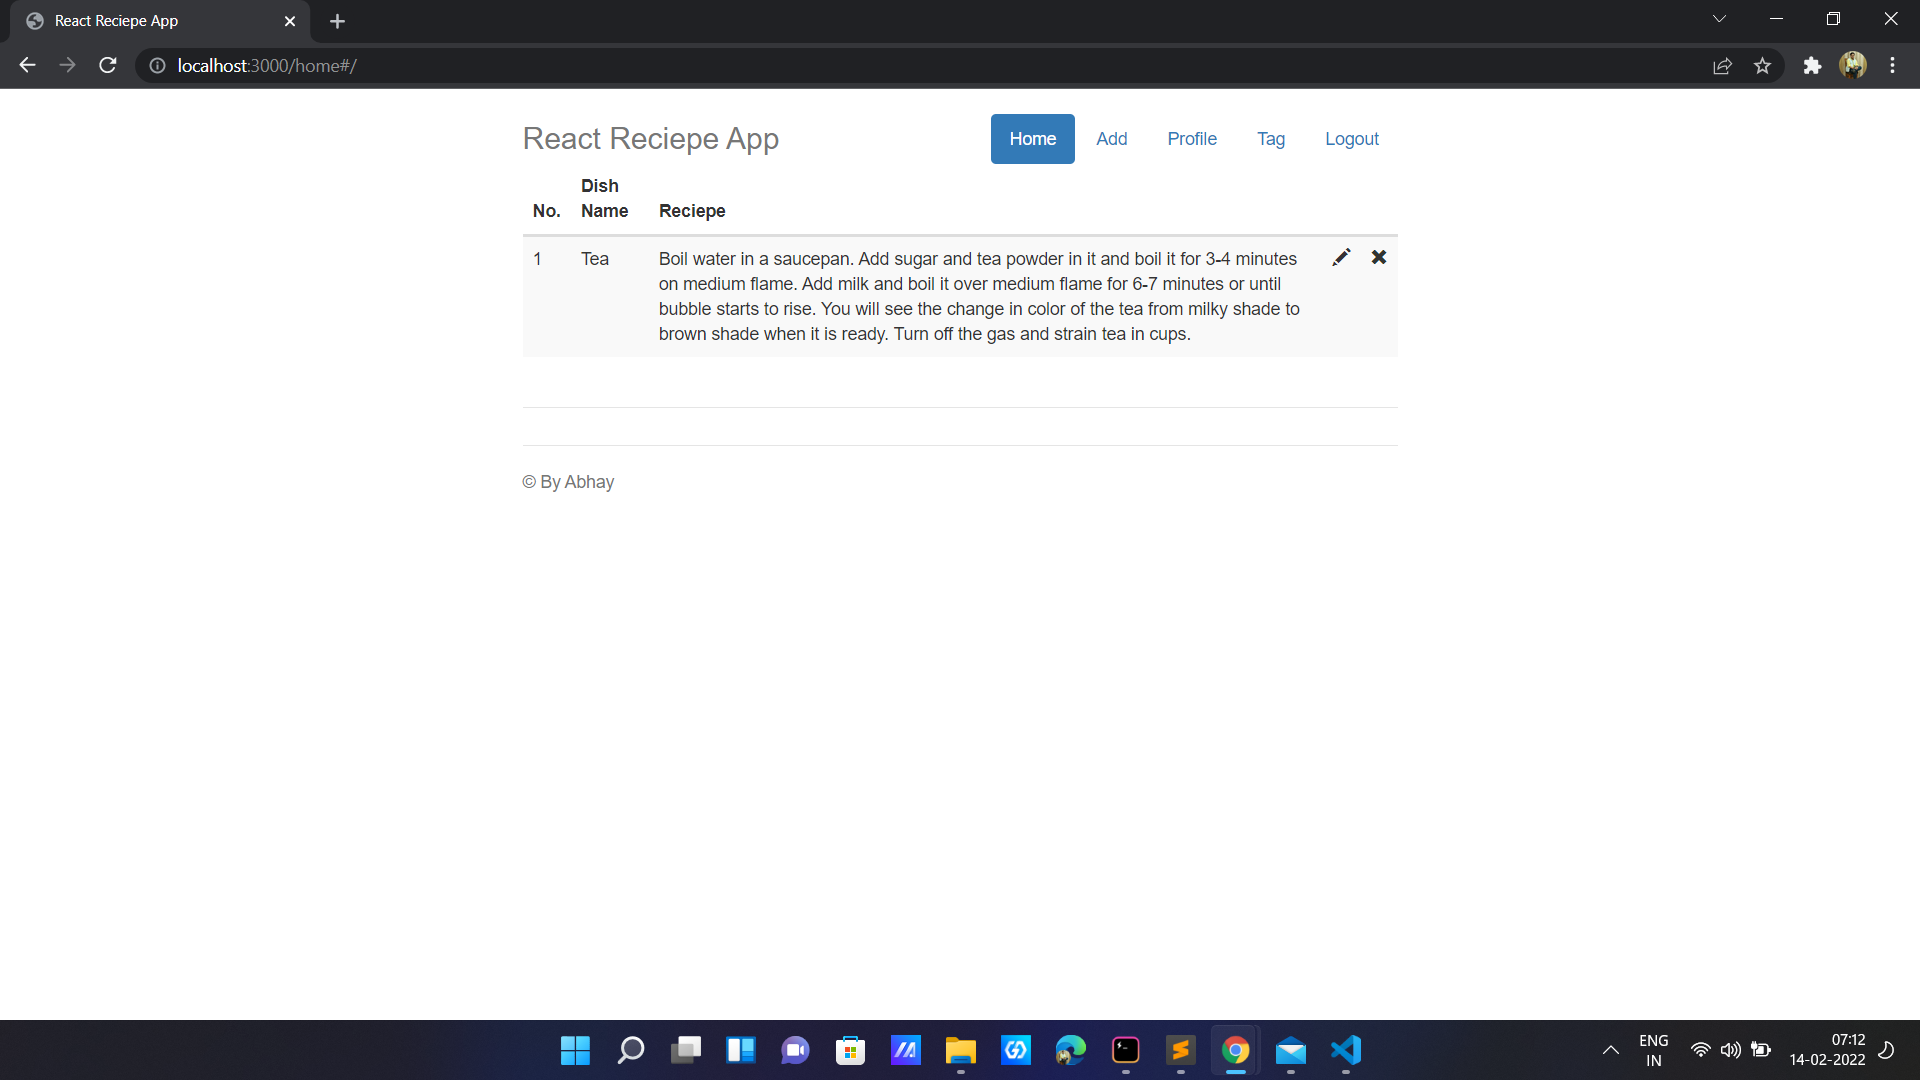 React Reciepe App
localhost:3000/home#/
React Reciepe App
Home Add Profile Tag Logout
No. Dish Name Reciepe
1 Tea Boil water in a saucepan. Add sugar and tea powder in it and boil it for 3-4 minutes
on medium flame. Add milk and boil it over medium flame for 6-7 minutes or until
bubble starts to rise. You will see the change in color of the tea from milky shade to
brown shade when it is ready. Turn off the gas and strain tea in cups.
© By Abhay
ENG
IN
07:12
14-02-2022